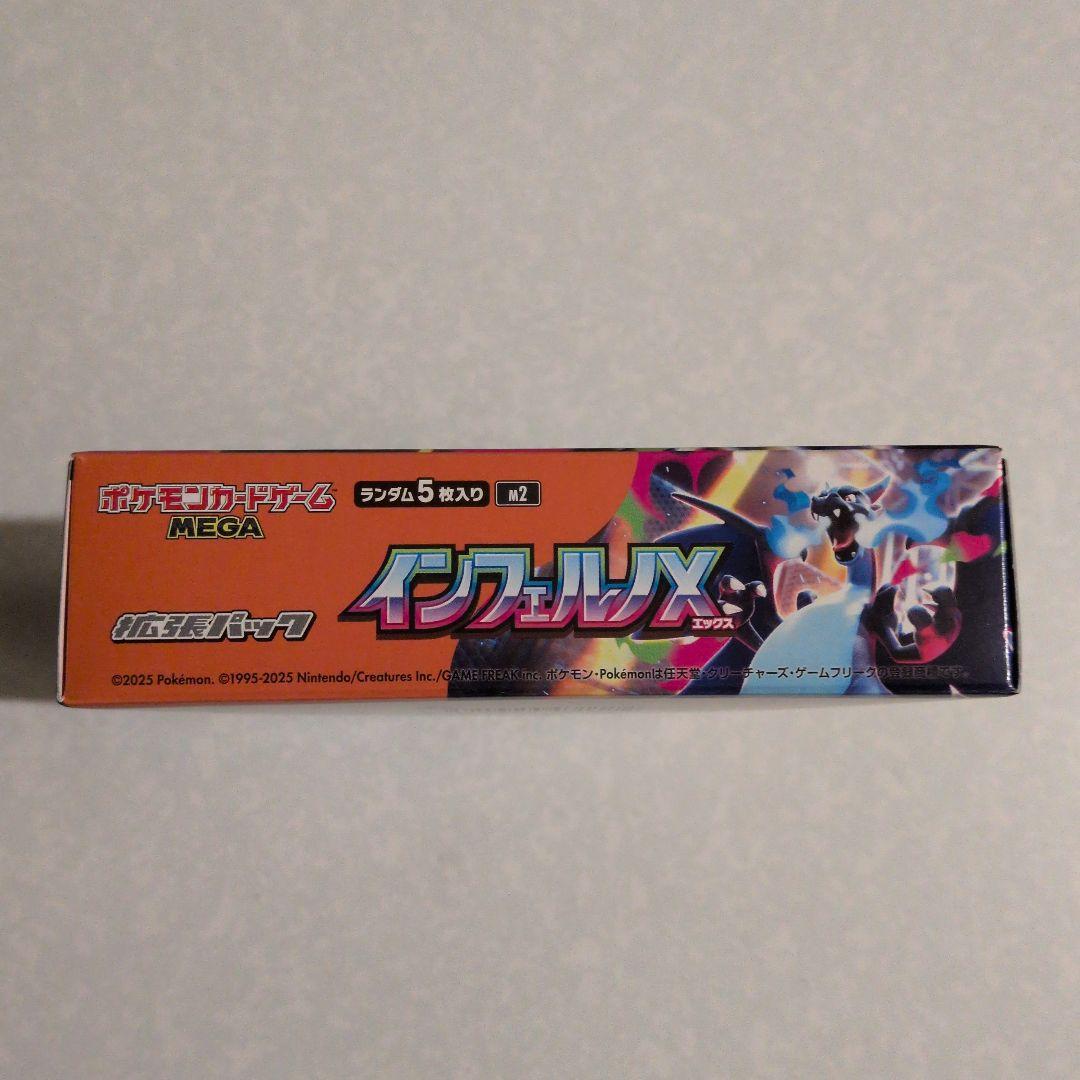 ポケモンカードゲーム
MEGA
ランダム5枚入り
M2
インフェルノX
エックス
拡張パック
©2025 Pokémon. ©1995-2025 Nintendo/Creatures Inc./GAME FREAK inc. ポケモン・Pokémonは任天堂・クリーチャーズ・ゲームフリークの登録商標です。